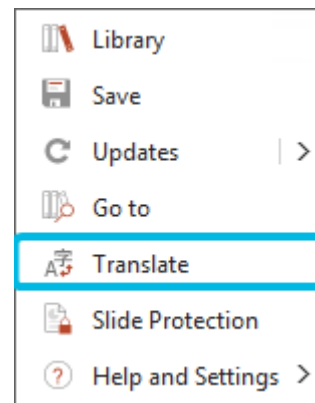 Library
Save
Updates
Go to
Translate
Slide Protection
Help and Settings